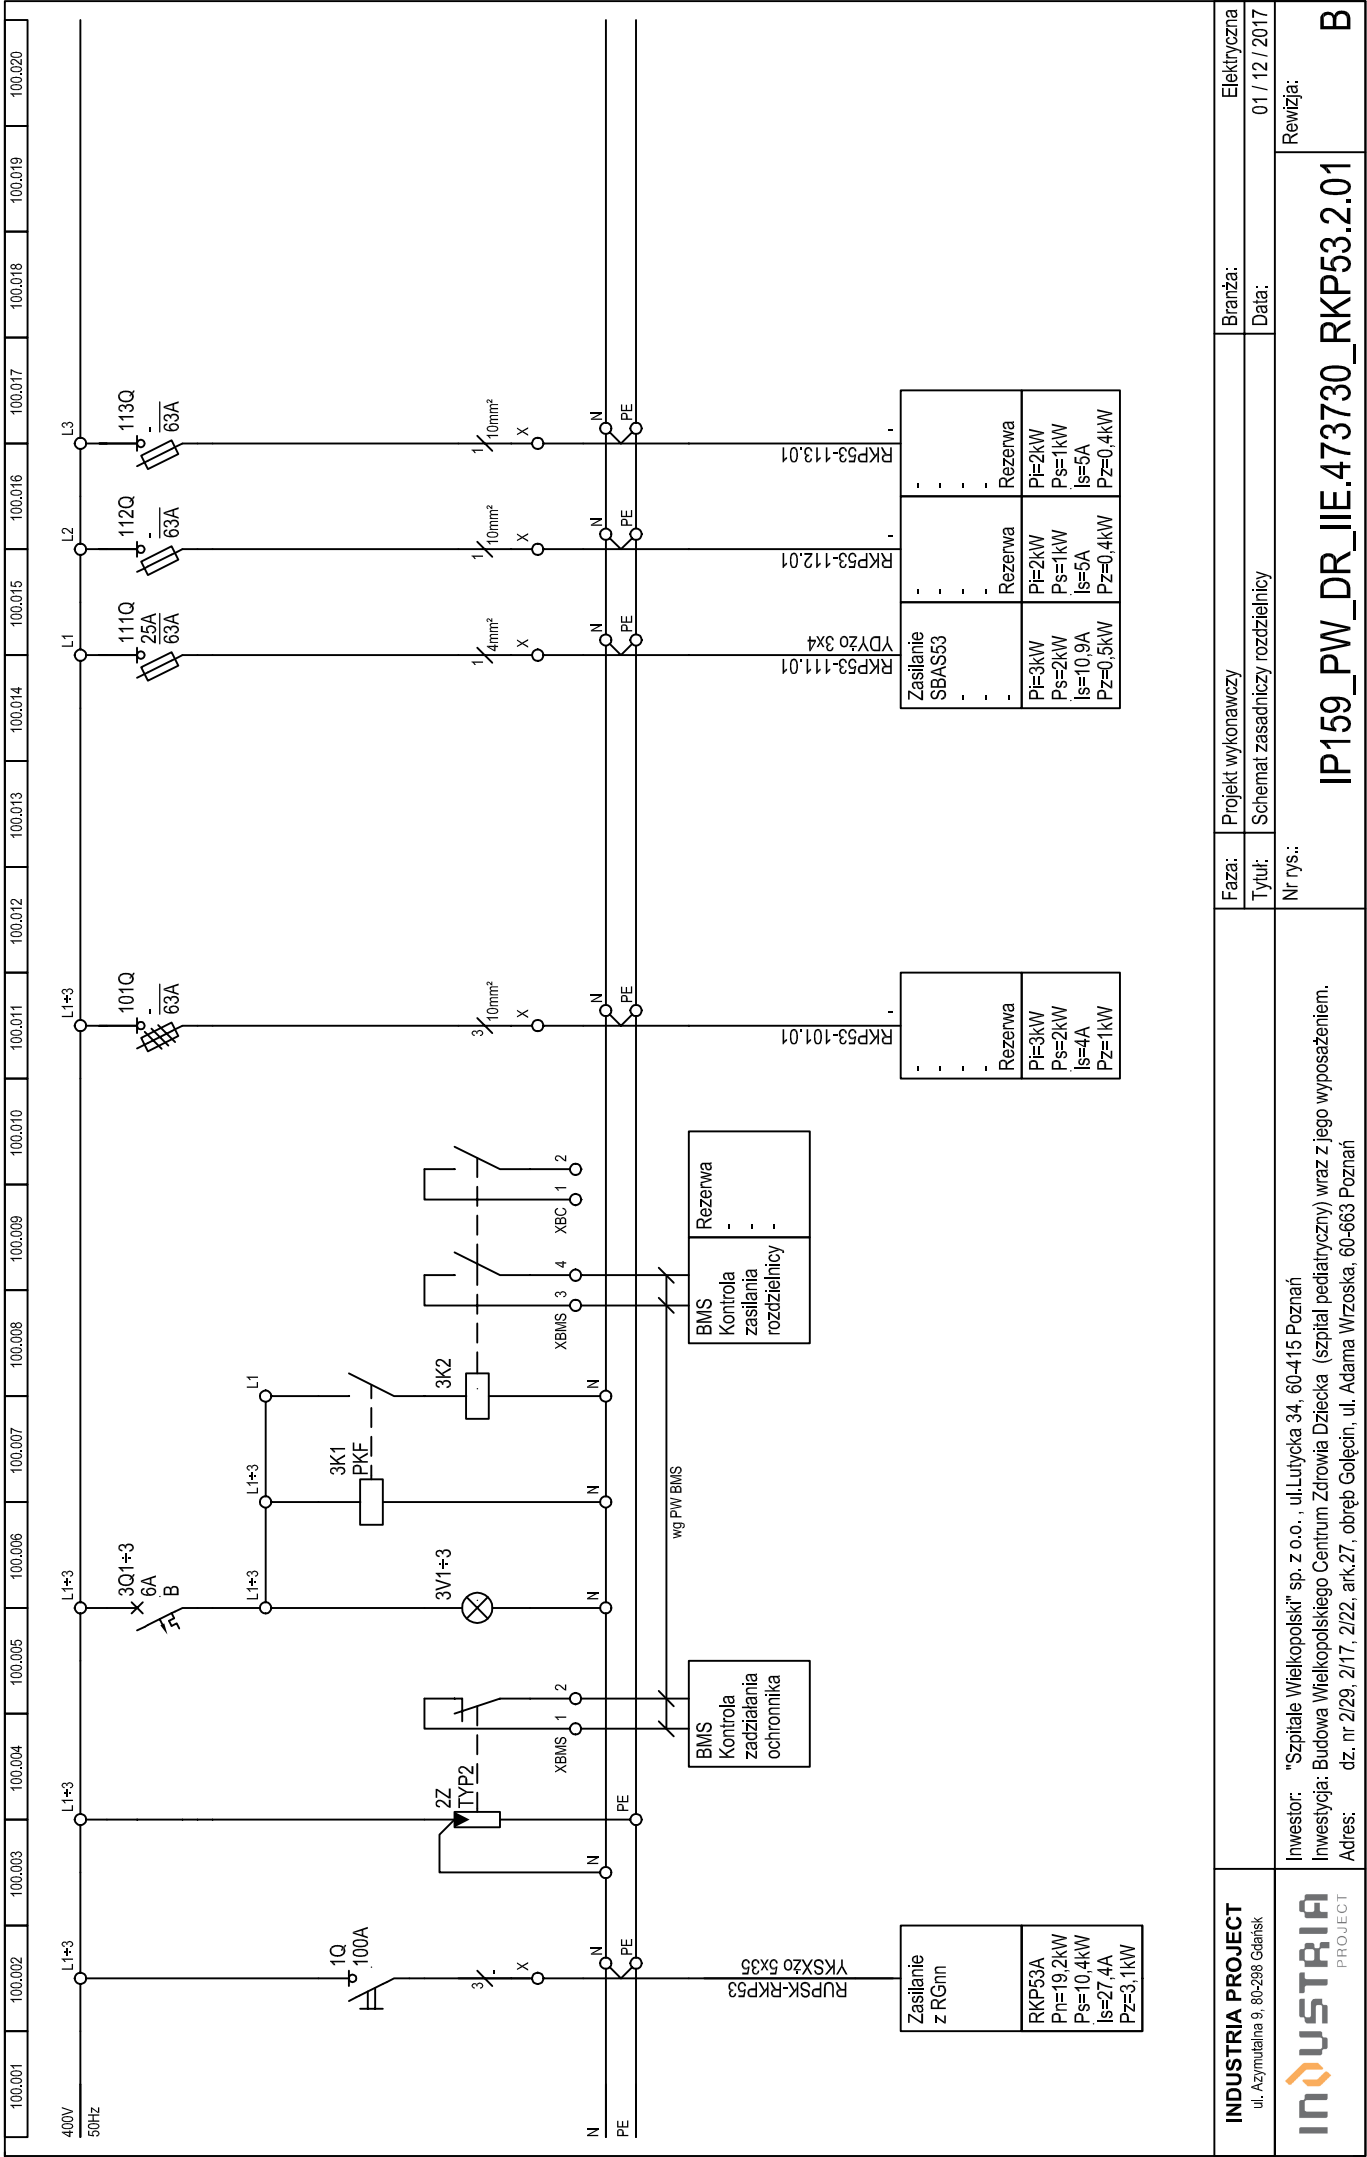 100.001 100.002 100.003 100.004 100.005 100.006 100.007 100.008 100.009 100.010 100.011 100.012 100.013 100.014 100.015 100.016 100.017 100.018 100.019 100.020
400V
50Hz
L1÷3
1Q
100A
3
-
X
N
PE
N
PE
RUPSK-RKP53
YKSXżo 5x35
Zasilanie
z RGnn
RKP53A
Pn=19,2kW
Ps=10,4kW
Is=27,4A
Pz=3,1kW
L1÷3
2Z
TYP2
N
PE
XBMS 1 2
BMS
Kontrola
zadziałania
ochronnika
L1÷3
3Q1÷3
6A
B
L1÷3
3V1÷3
N
L1÷3
3K1
PKF
N
L1
3K2
N
wg PW BMS
XBMS 3 4
BMS
Kontrola
zasilania
rozdzielnicy
XBC 1 2
Rezerwa
-
-
-
L1÷3
101Q
-
63A
3 10mm²
X
N
PE
RKP53-101.01
-
-
-
-
- Rezerwa
Pi=3kW
Ps=2kW
Is=4A
Pz=1kW
L1
111Q
25A
63A
1 4mm²
X
N
PE
RKP53-111.01
YDYżo 3x4
Zasilanie
SBAS53
-
-
-
Pi=3kW
Ps=2kW
Is=10,9A
Pz=0,5kW
L2
112Q
-
63A
1 10mm²
X
N
PE
RKP53-112.01
-
-
-
-
- Rezerwa
Pi=2kW
Ps=1kW
Is=5A
Pz=0,4kW
L3
113Q
-
63A
1 10mm²
X
N
PE
RKP53-113.01
-
-
-
-
- Rezerwa
Pi=2kW
Ps=1kW
Is=5A
Pz=0,4kW
INDUSTRIA PROJECT
ul. Azymutalna 9, 80-298 Gdańsk
INDUSTRIA
PROJECT
Inwestor: "Szpitale Wielkopolski" sp. z o.o. , ul.Lutycka 34, 60-415 Poznań
Inwestycja: Budowa Wielkopolskiego Centrum Zdrowia Dziecka (szpital pediatryczny) wraz z jego wyposażeniem.
Adres: dz. nr 2/29, 2/17, 2/22, ark.27, obręb Golęcin, ul. Adama Wrzoska, 60-663 Poznań
Faza: Projekt wykonawczy
Branża: Elektryczna
Tytuł: Schemat zasadniczy rozdzielnicy
Data: 01 / 12 / 2017
Nr rys.:
IP159_PW_DR_IIE.473730_RKP53.2.01
Rewizja:
B